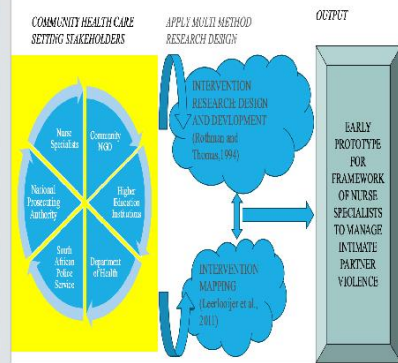 COMMUNITY HEALTH CARE
SETTING STAKEHOLDERS
APPLY MULTI METHOD
RESEARCH DESIGN
OUTPUT
Nurse
Specialists
Community
NGO
National
Prosecuting
Authority
Higher
Education
Institutions
South
African
Police
Service
Department
of Health
INTERVENTION
RESEARCH: DESIGN
AND DEVLOPMENT
(Rothman and
Thomas,1994)
INTERVENTION
MAPPING
(Leerlooijer et al.,
2011)
EARLY
PROTOTYPE
FOR
FRAMEWORK
OF NURSE
SPECIALISTS
TO MANAGE
INTIMATE
PARTNER
VIOLENCE